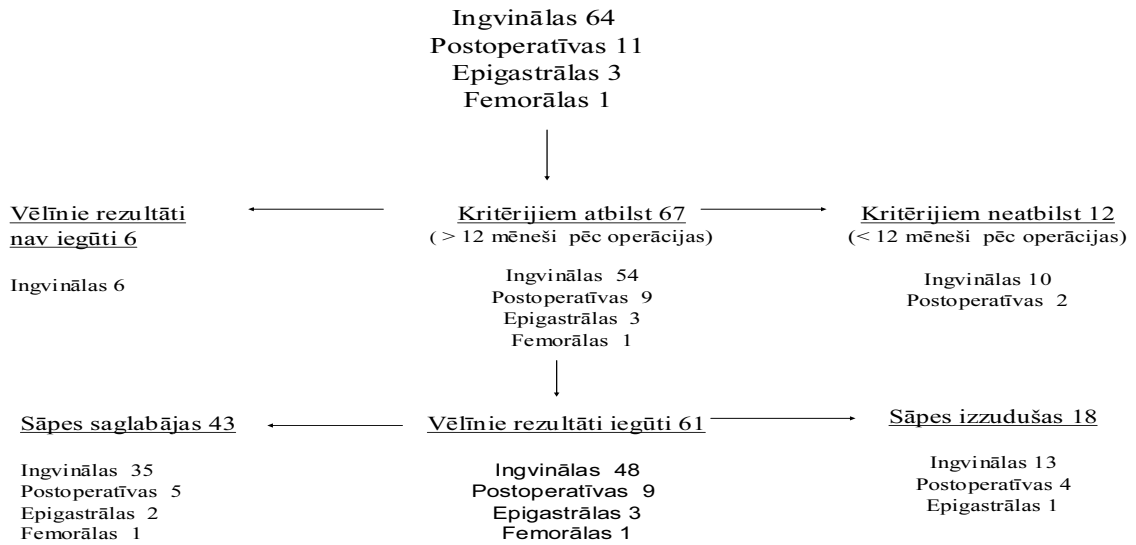 Ingvinālas 64
Postoperatīvas 11
Epigastrālas 3
Femorālas 1
Vēlīnie rezultāti
nav iegūti 6
Ingvinālas 6
Kritērijiem atbilst 67
( > 12 mēneši pēc operācijas)
Ingvinālas 54
Postoperatīvas 9
Epigastrālas 3
Femorālas 1
Kritērijiem neatbilst 12
(< 12 mēneši pēc operācijas)
Ingvinālas 10
Postoperatīvas 2
Sāpes saglabājas 43
Ingvinālas 35
Postoperatīvas 5
Epigastrālas 2
Femorālas 1
Vēlīnie rezultāti iegūti 61
Ingvinālas 48
Postoperatīvas 9
Epigastrālas 3
Femorālas 1
Sāpes izzudušas 18
Ingvinālas 13
Postoperatīvas 4
Epigastrālas 1